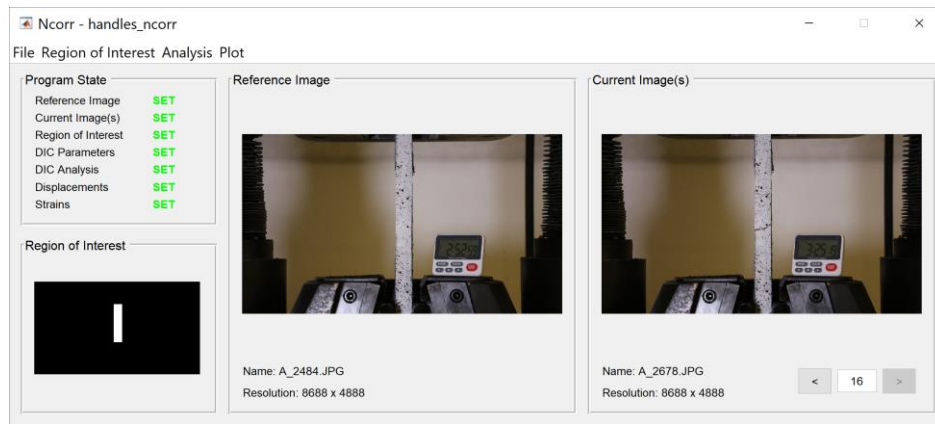 Ncorr - handles_ncorr
File Region of Interest Analysis Plot
Program State
Reference Image SET
Current Image(s) SET
Region of Interest SET
DIC Parameters SET
DIC Analysis SET
Displacements SET
Strains SET
Region of Interest
Reference Image
Name: A_2484.JPG
Resolution: 8688 x 4888
Current Image(s)
Name: A_2678.JPG
Resolution: 8688 x 4888
< 16 >